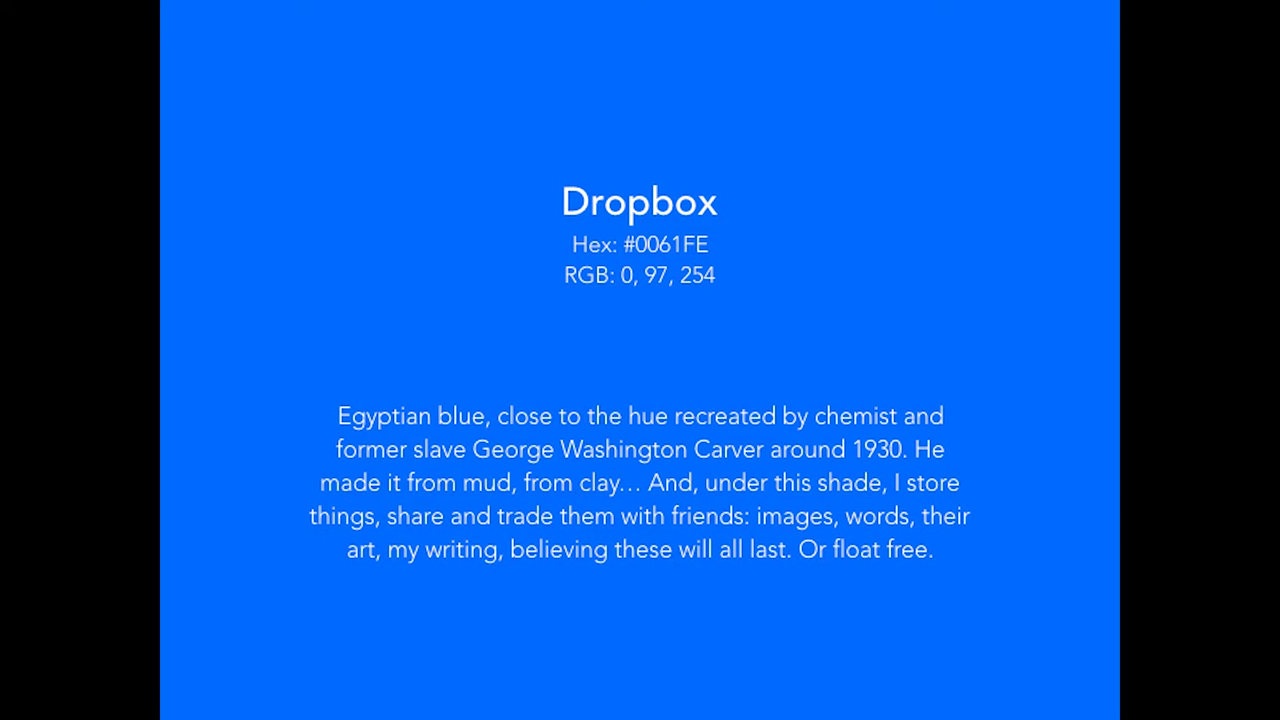 Dropbox
Hex: #0061FE
RGB: 0, 97, 254
Egyptian blue, close to the hue recreated by chemist and
former slave George Washington Carver around 1930. He
made it from mud, from clay… And, under this shade, I store
things, share and trade them with friends: images, words, their
art, my writing, believing these will all last. Or float free.